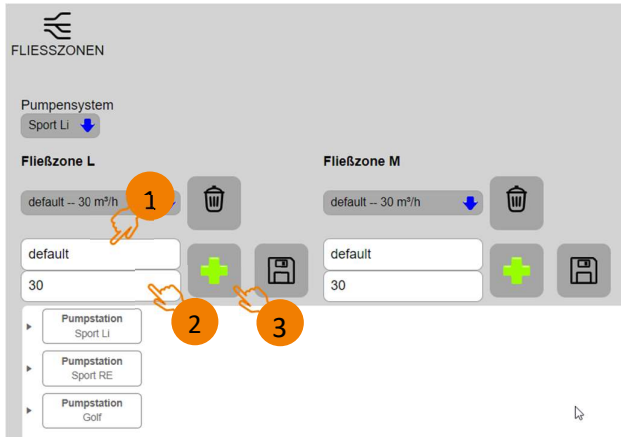 FLIESSZONEN
Pumpensystem
Sport Li
Fließzone L
Fließzone M
default -- 30 m³/h
1
default -- 30 m³/h
default
default
30
30
2
3
Pumpstation
Sport Li
Pumpstation
Sport RE
Pumpstation
Golf